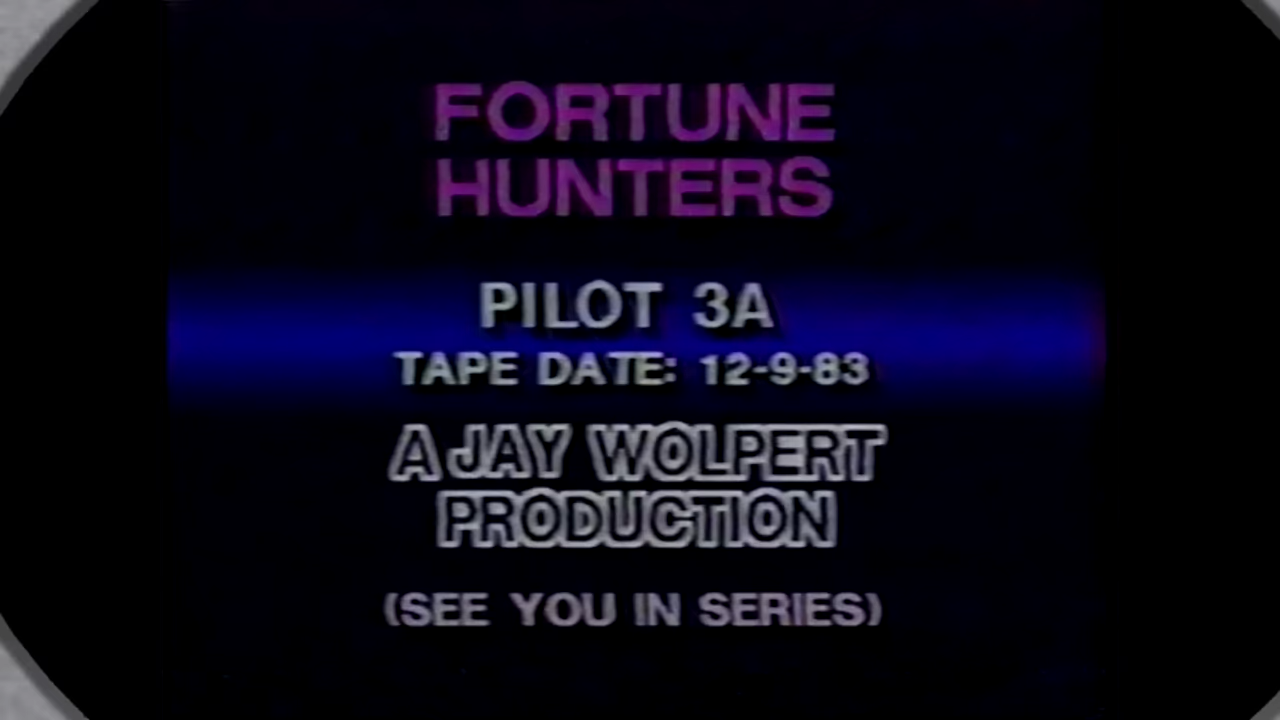 FORTUNE
HUNTERS
PILOT 3A
TAPE DATE: 12-9-83
A JAY WOLPERT
PRODUCTION
(SEE YOU IN SERIES)